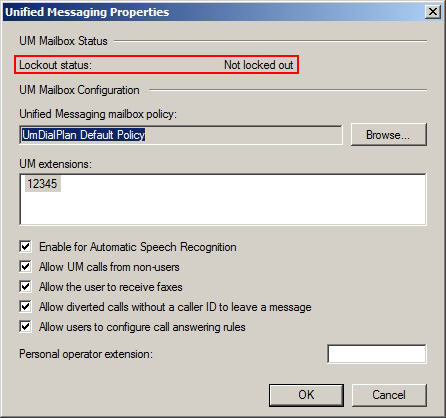 Unified Messaging Properties
UM Mailbox Status
Lockout status: Not locked out
UM Mailbox Configuration
Unified Messaging mailbox policy:
UmDialPlan Default Policy Browse...
UM extensions:
12345
Enable for Automatic Speech Recognition
Allow UM calls from non-users
Allow the user to receive faxes
Allow diverted calls without a caller ID to leave a message
Allow users to configure call answering rules
Personal operator extension:
OK Cancel